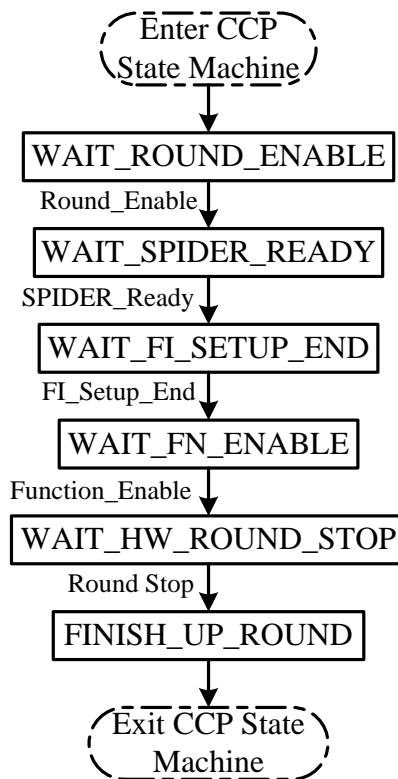 Enter CCP
State Machine
WAIT_ROUND_ENABLE
Round_Enable
WAIT_SPIDER_READY
SPIDER_Ready
WAIT_FI_SETUP_END
FI_Setup_End
WAIT_FN_ENABLE
Function_Enable
WAIT_HW_ROUND_STOP
Round Stop
FINISH_UP_ROUND
Exit CCP State
Machine